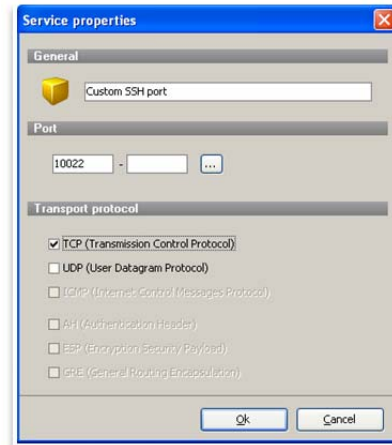 Service properties
General
Custom SSH port
Port
10022 -
...
Transport protocol
TCP (Transmission Control Protocol)
UDP (User Datagram Protocol)
ICMP (Internet Control Messages Protocol)
AH (Authentication Header)
ESP (Encryption Security Payload)
GRE (General Routing Encapsulation)
Ok Cancel